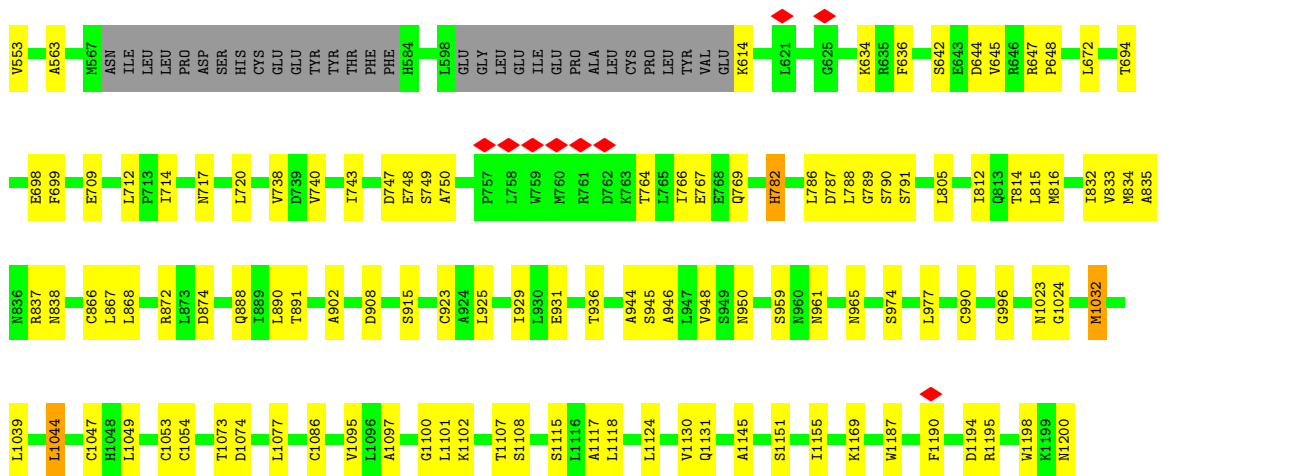 V553 A563 M567 ASN ILE LEU LEU PRO ASP SER HIS CYS GLU GLU TYR TYR THR PHE PHE H584 L598 GLU GLY LEU GLU ILE GLU PRO ALA LEU CYS PRO LEU TYR VAL GLU K614 L621 G625 K634 R635 F636 S642 E643 D644 V645 R646 R647 P648 L672 T694
E698 F699 E709 L712 P713 I714 N717 L720 V738 D739 V740 I743 D747 E748 S749 A750 P757 L758 W759 M760 R761 D762 K763 T764 L765 I766 E767 E768 Q769 H782 L786 D787 L788 G789 S790 S791 L805 I812 Q813 T814 L815 M816 I832 V833 M834 A835
N836 R837 N838 C866 L867 L868 R872 L873 D874 Q888 I889 L890 T891 A902 D908 S915 C923 A924 L925 I929 L930 E931 T936 A944 S945 A946 L947 V948 S949 N950 S959 N960 N961 N965 S974 L977 C990 G996 N1023 G1024 M1032
L1039 L1044 C1047 H1048 L1049 C1053 C1054 T1073 D1074 L1077 C1086 V1095 L1096 A1097 G1100 L1101 K1102 T1107 S1108 S1115 L1116 A1117 L1118 L1124 V1130 Q1131 A1145 S1151 I1155 K1169 W1187 F1190 D1194 R1195 W1198 K1199 N1200